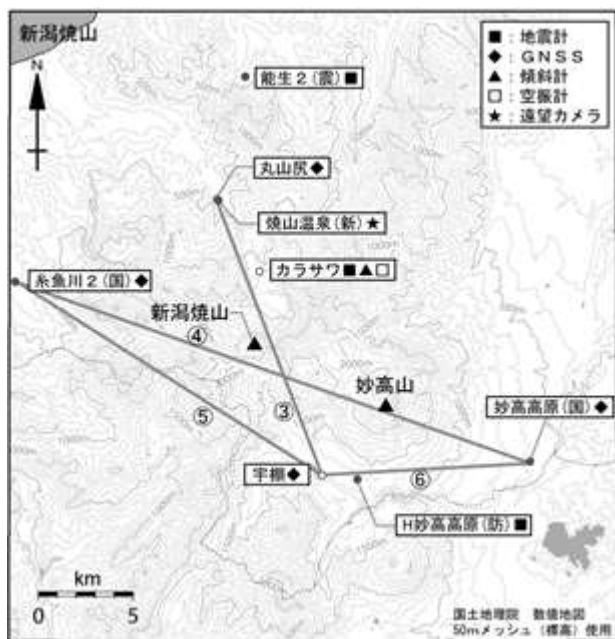 新潟焼山
N
■：地震計
◆：ＧＮＳＳ
▲：傾斜計
□：空振計
★：遠望カメラ
能生２(震)■
丸山尻◆
焼山温泉(新)★
カラサワ■▲□
糸魚川２(国)◆
新潟焼山
④
妙高山
妙高高原(国)◆
③
⑤
宇棚◆
⑥
H妙高高原(防)■
km
0 5
国土地理院　数値地図
50mメッシュ（標高）使用